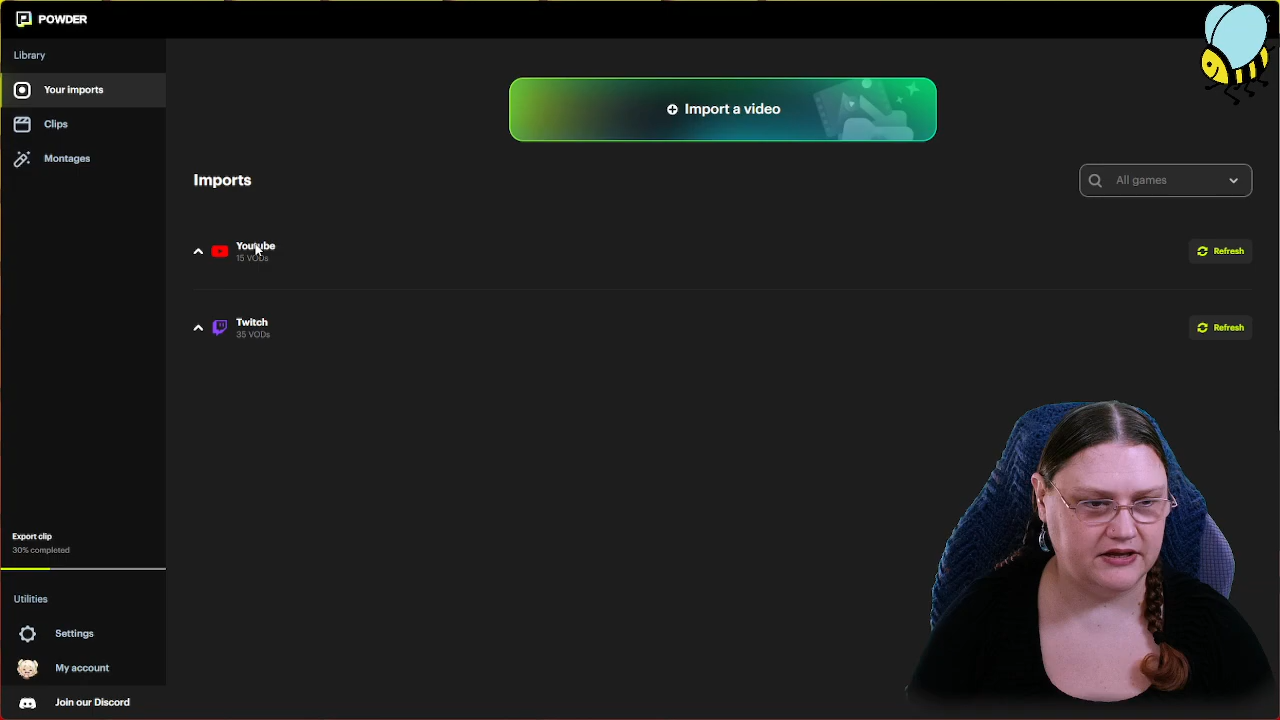 POWDER
Library
Your imports
Clips
Montages
Import a video
Imports
All games
Youtube
15 VODs
Refresh
Twitch
35 VODs
Refresh
Export clip
30% completed
Utilities
Settings
My account
Join our Discord